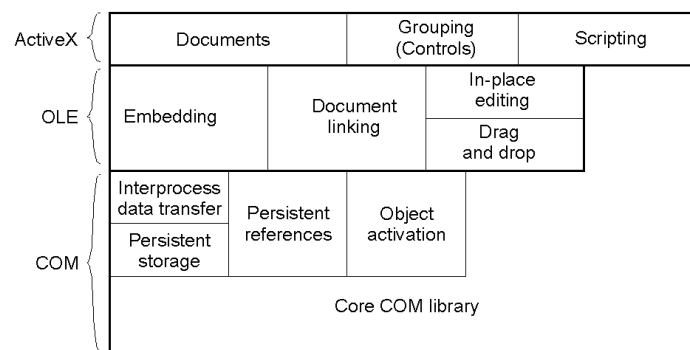 ActiveX
Documents
Grouping
(Controls)
Scripting
OLE
Embedding
Document
linking
In-place
editing
Drag
and drop
COM
Interprocess
data transfer
Persistent
storage
Persistent
references
Object
activation
Core COM library